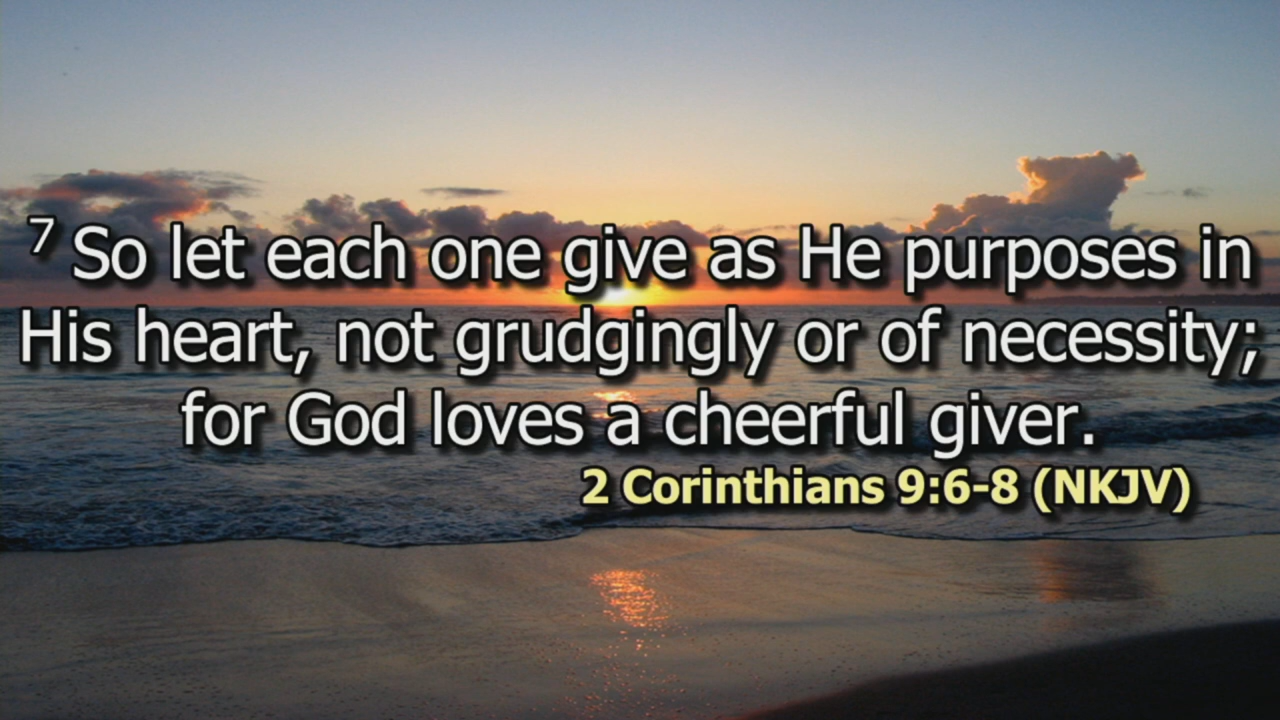 7 So let each one give as He purposes in
His heart, not grudgingly or of necessity;
for God loves a cheerful giver.
2 Corinthians 9:6-8 (NKJV)